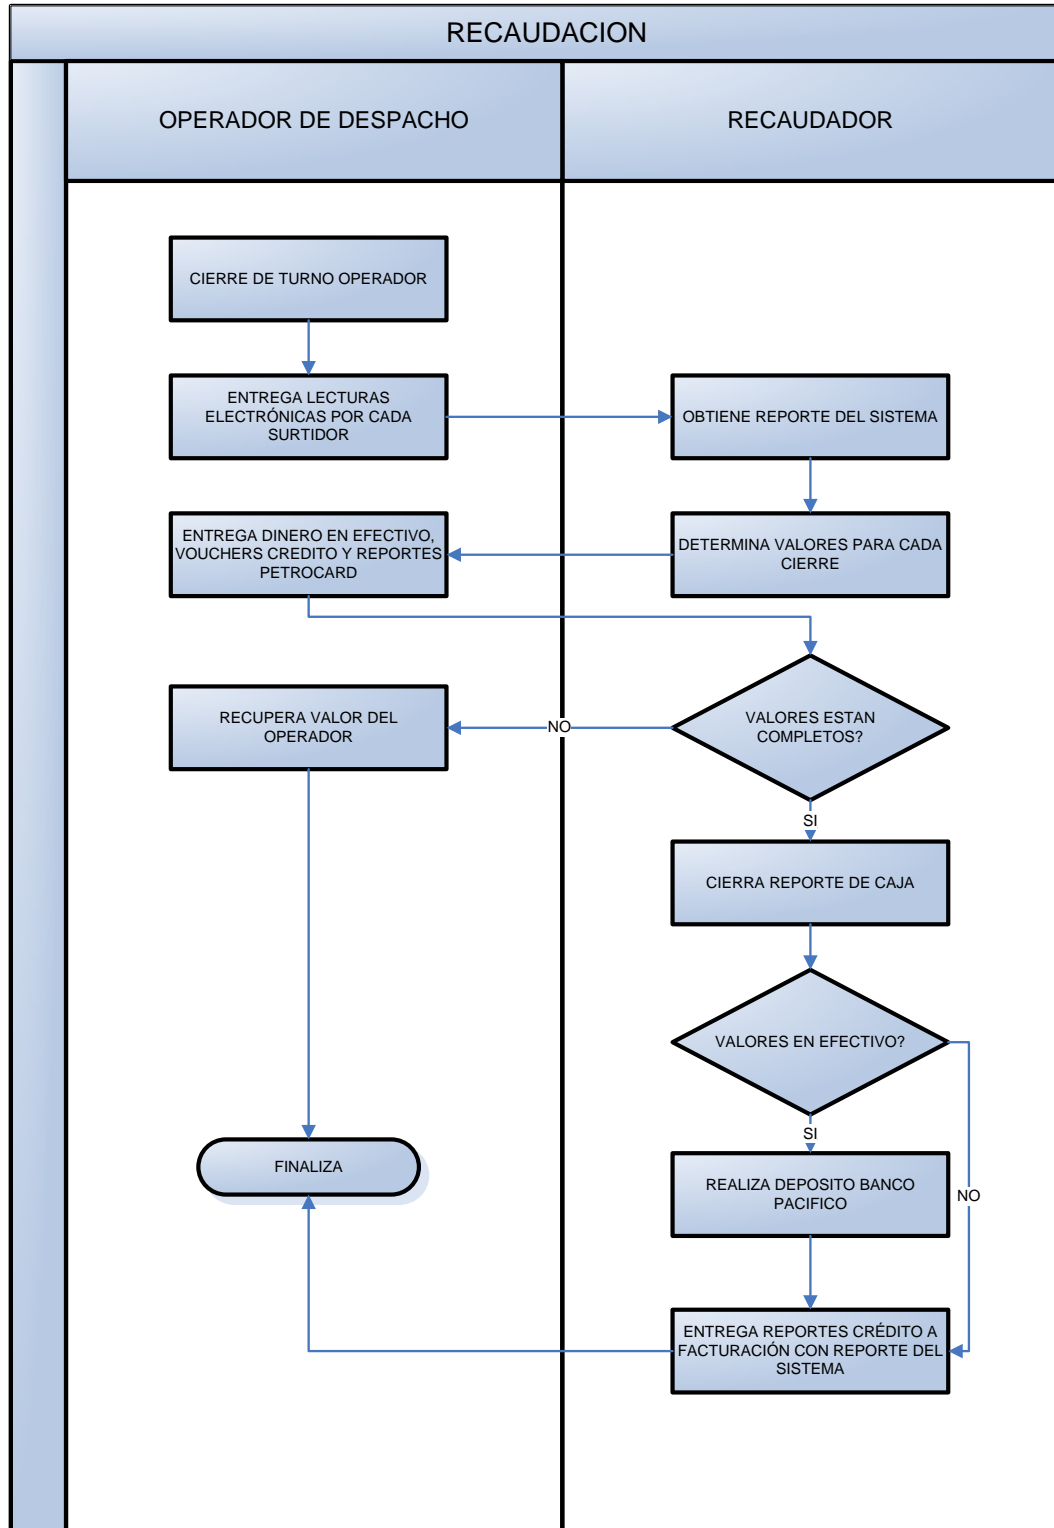 RECAUDACION
OPERADOR DE DESPACHO
RECAUDADOR
CIERRE DE TURNO OPERADOR
ENTREGA LECTURAS
ELECTRÓNICAS POR CADA
SURTIDOR
OBTIENE REPORTE DEL SISTEMA
ENTREGA DINERO EN EFECTIVO,
VOUCHERS CREDITO Y REPORTES
PETROCARD
DETERMINA VALORES PARA CADA
CIERRE
RECUPERA VALOR DEL
OPERADOR
NO
VALORES ESTAN
COMPLETOS?
SI
CIERRA REPORTE DE CAJA
VALORES EN EFECTIVO?
SI
FINALIZA
REALIZA DEPOSITO BANCO
PACIFICO
NO
ENTREGA REPORTES CRÉDITO A
FACTURACIÓN CON REPORTE DEL
SISTEMA